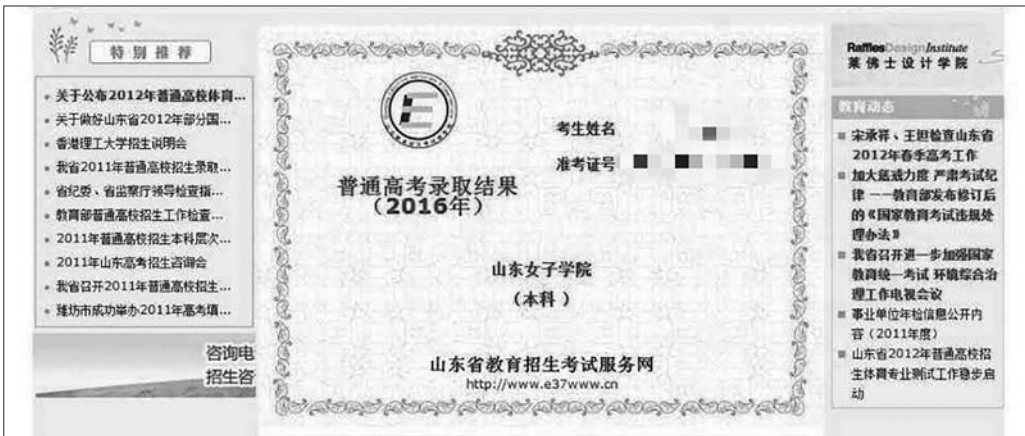 特别推荐
关于公布2012年普通高校体育...
关于做好山东省2012年部分国...
香港理工大学招生说明会
我省2011年普通高校招生录取...
省纪委、省监察厅领导检查指...
教育部普通高校招生工作检查...
2011年普通高校招生本科层次...
2011年山东高考招生咨询会
我省召开2011年普通高校招生...
潍坊市成功举办2011年高考填...
咨询电
招生咨
考生姓名
准考证号
普通高考录取结果
（2016年）
山东女子学院
（本科 ）
山东省教育招生考试服务网
http://www.e37www.cn
RafflesDesignInstitute
莱佛士设计学院
教育动态
宋承祥、王坦检查山东省
2012年春季高考工作
加大惩戒力度 严肃考试纪
律 ——教育部发布修订后
的《国家教育考试违规处
理办法》
我省召开进一步加强国家
教育统一考试 环境综合治
理工作电视会议
事业单位年检信息公开内
容（2011年度）
山东省2012年普通高校招
生体育专业测试工作稳步启
动